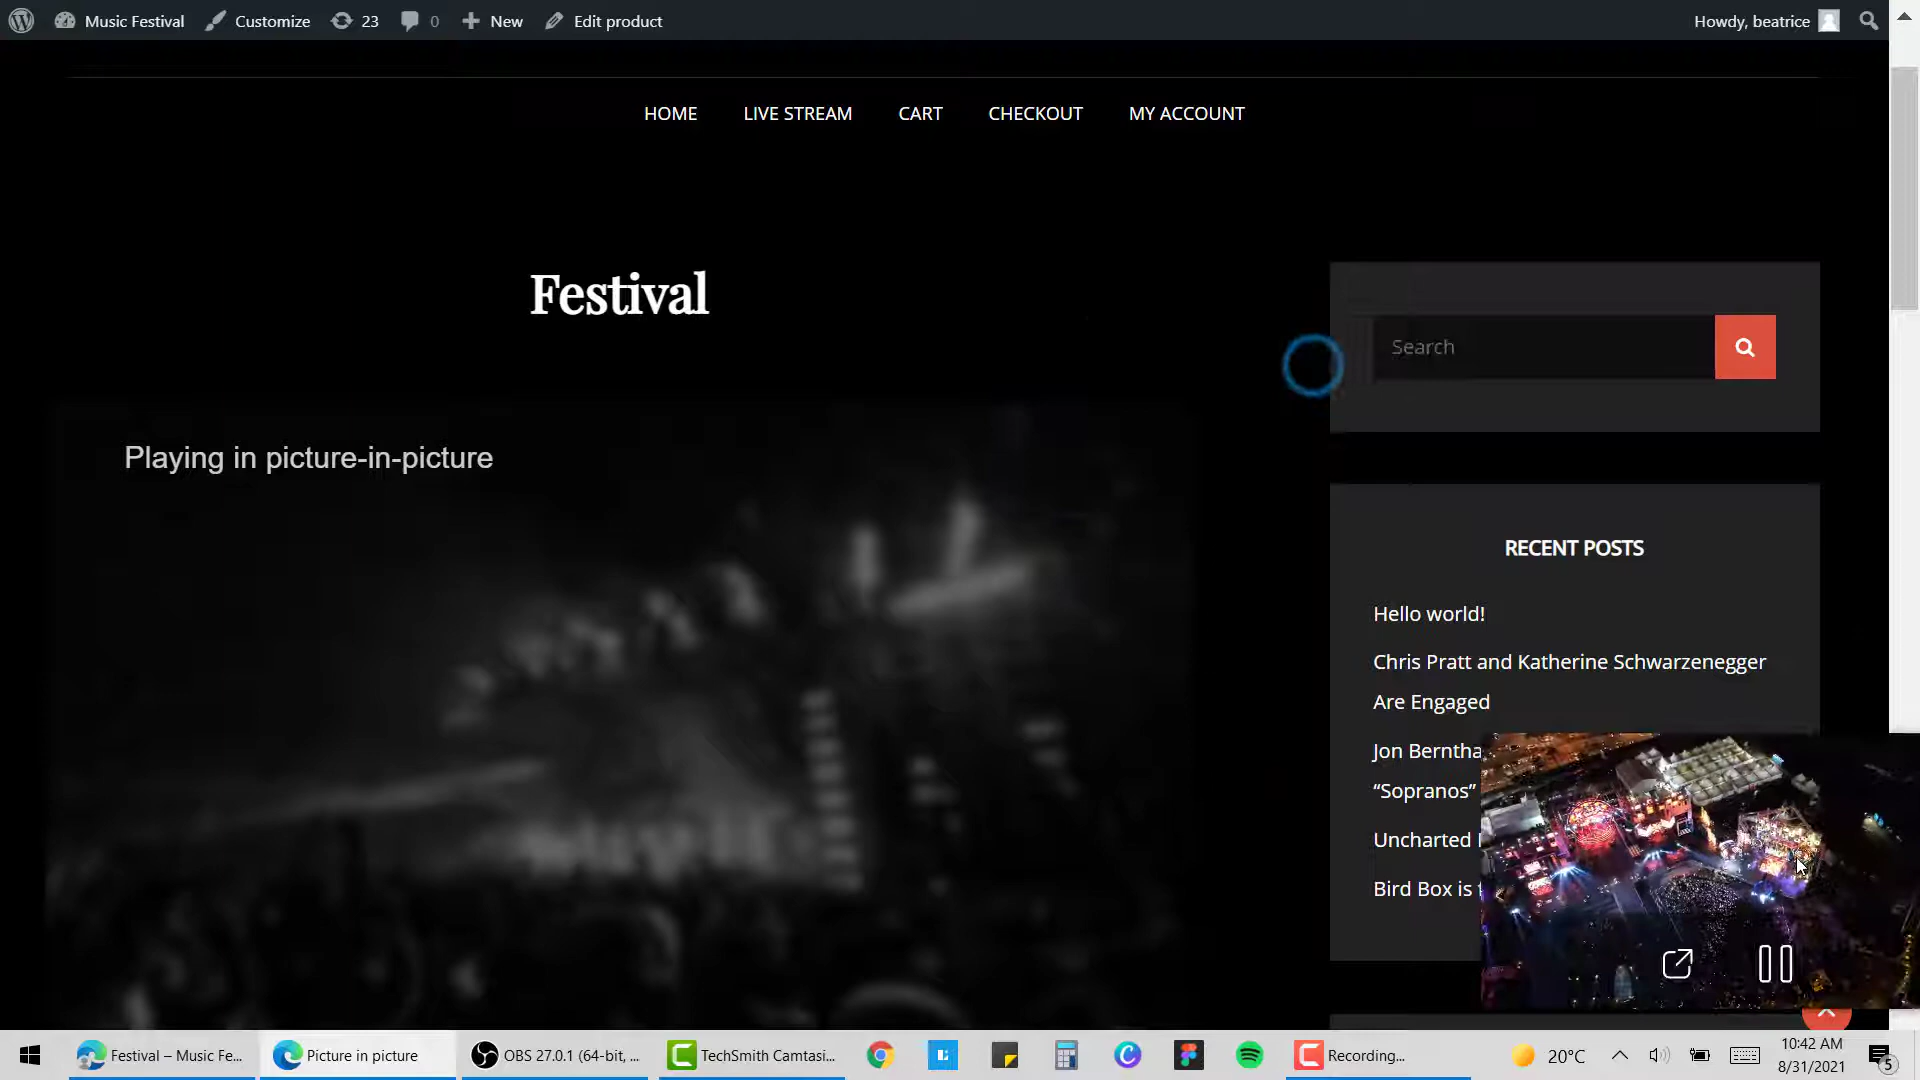 Music Festival
Customize
23
0
New
Edit product
Howdy, beatrice
HOME
LIVE STREAM
CART
CHECKOUT
MY ACCOUNT
Festival
Search
Playing in picture-in-picture
RECENT POSTS
Hello world!
Chris Pratt and Katherine Schwarzenegger
Are Engaged
Jon Berntha
“Sopranos”
Uncharted
Bird Box is
Festival – Music Fe...
Picture in picture
OBS 27.0.1 (64-bit, ...
TechSmith Camtasi...
Recording...
20°C
10:42 AM
8/31/2021
5